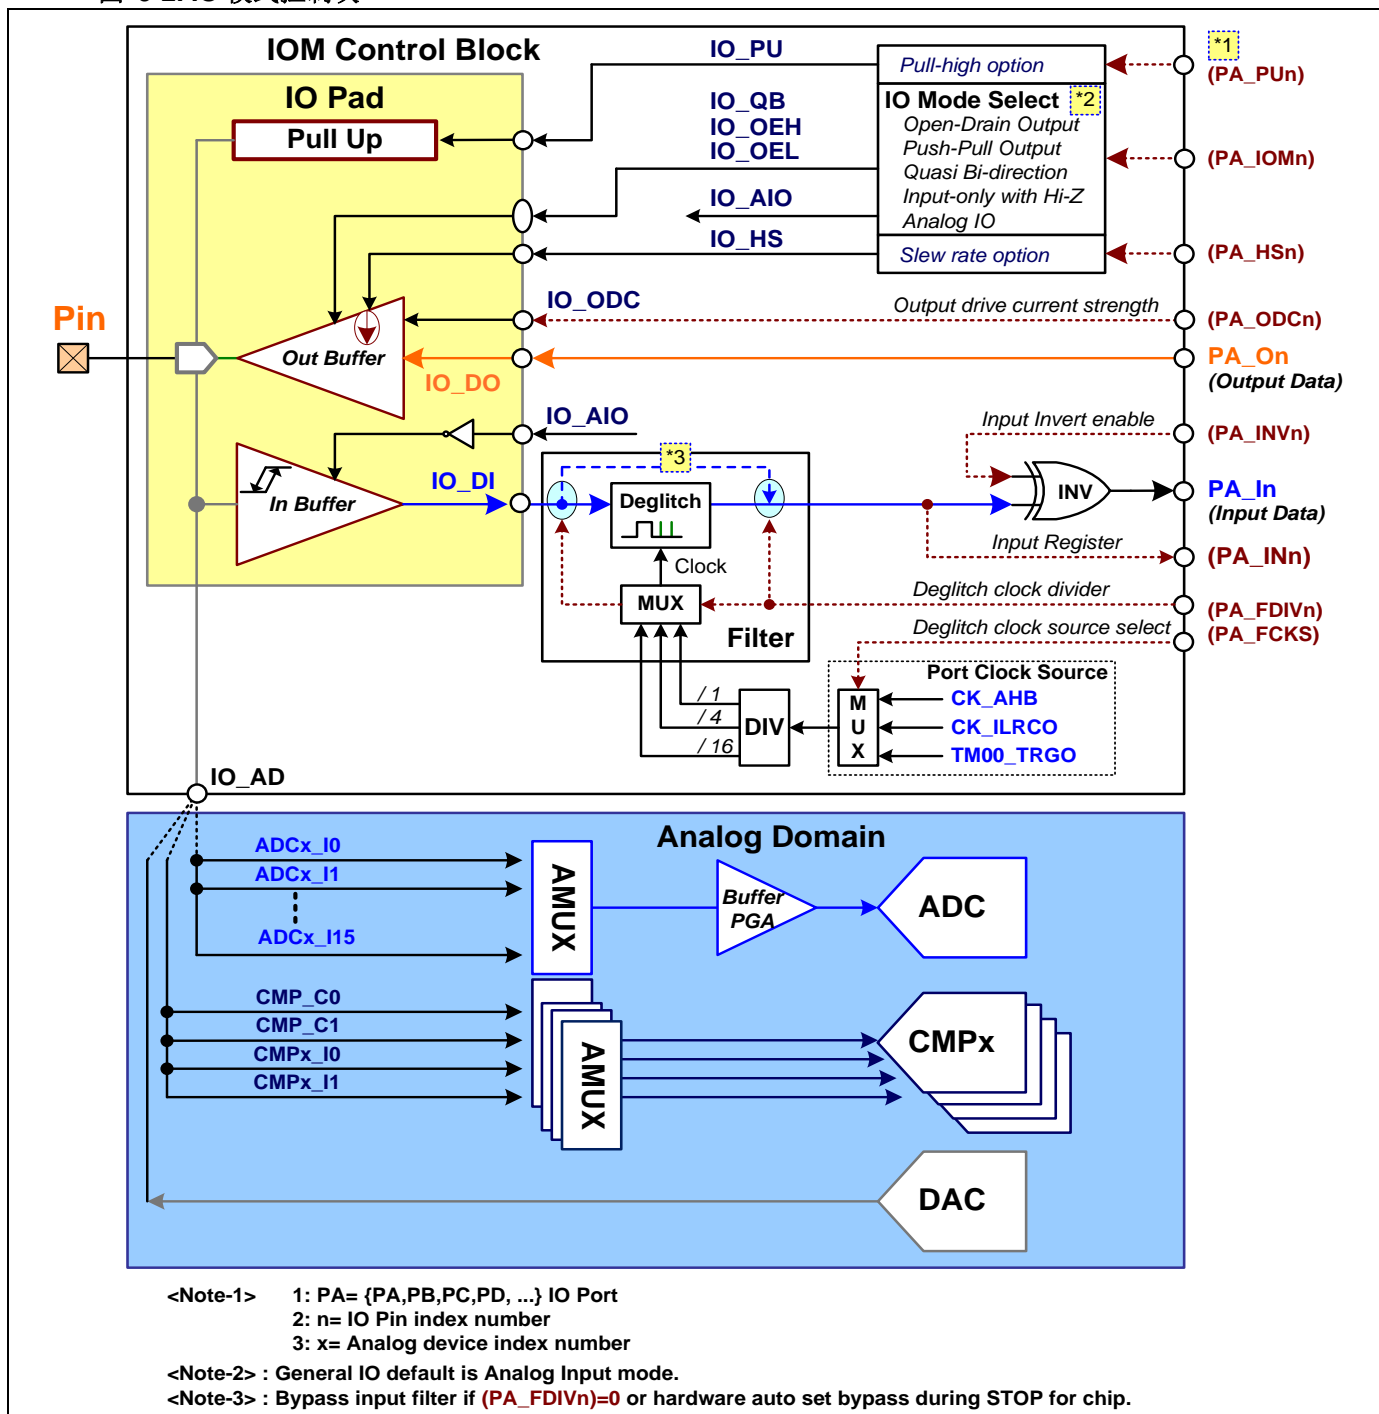 IOM Control Block
IO Pad
Pull Up
IO_PU
IO_QB
IO_OEH
IO_OEL
IO_AIO
IO_HS
Pull-high option
IO Mode Select *2
Open-Drain Output
Push-Pull Output
Quasi Bi-direction
Input-only with Hi-Z
Analog IO
Slew rate option
*1
(PA_PUn)
(PA_IOMn)
(PA_HSn)
Pin
Out Buffer
IO_ODC
Output drive current strength
(PA_ODCn)
IO_DO
PA_On
(Output Data)
IO_AIO
Input Invert enable
(PA_INVn)
In Buffer
IO_DI
*3
Deglitch
INV
PA_In
(Input Data)
Clock
Input Register
(PA_INn)
MUX
Filter
Deglitch clock divider
(PA_FDIVn)
Deglitch clock source select
(PA_FCKS)
Port Clock Source
/ 1
/ 4
/ 16
DIV
MUX
CK_AHB
CK_ILRCO
TM00_TRGO
IO_AD
Analog Domain
ADCx_I0
ADCx_I1
ADCx_I15
AMUX
Buffer
PGA
ADC
CMP_C0
CMP_C1
CMPx_I0
CMPx_I1
AMUX
CMPx
DAC
<Note-1> 1: PA= {PA,PB,PC,PD, ...} IO Port
2: n= IO Pin index number
3: x= Analog device index number
<Note-2> : General IO default is Analog Input mode.
<Note-3> : Bypass input filter if (PA_FDIVn)=0 or hardware auto set bypass during STOP for chip.